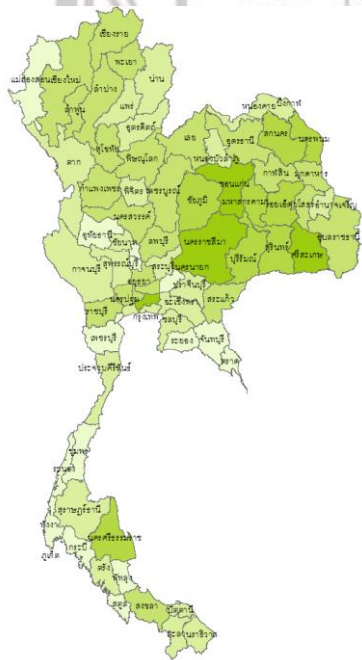 เชียงราย
แม่ฮ่องสอน
เชียงใหม่
พะเยา
น่าน
ลำปาง
ลำพูน
แพร่
อุตรดิตถ์
สุโขทัย
ตาก
พิษณุโลก
เลย
หนองคาย
บึงกาฬ
อุดรธานี
สกลนคร
นครพนม
หนองบัวลำภู
กำแพงเพชร
พิจิตร
เพชรบูรณ์
ขอนแก่น
กาฬสินธุ์
มุกดาหาร
ชัยภูมิ
มหาสารคาม
ร้อยเอ็ด
ยโสธร
อำนาจเจริญ
นครสวรรค์
อุทัยธานี
ชัยนาท
ลพบุรี
นครราชสีมา
บุรีรัมย์
สุรินทร์
ศรีสะเกษ
อุบลราชธานี
กาญจนบุรี
สุพรรณบุรี
สระบุรี
นครนายก
ปราจีนบุรี
อยุธยา
นครปฐม
กรุงเทพ
ฉะเชิงเทรา
สระแก้ว
ราชบุรี
ชลบุรี
เพชรบุรี
ระยอง
จันทบุรี
ตราด
ประจวบคีรีขันธ์
ชุมพร
ระนอง
สุราษฎร์ธานี
พังงา
นครศรีธรรมราช
ภูเก็ต
กระบี่
ตรัง
พัทลุง
สตูล
สงขลา
ปัตตานี
ยะลา
นราธิวาส